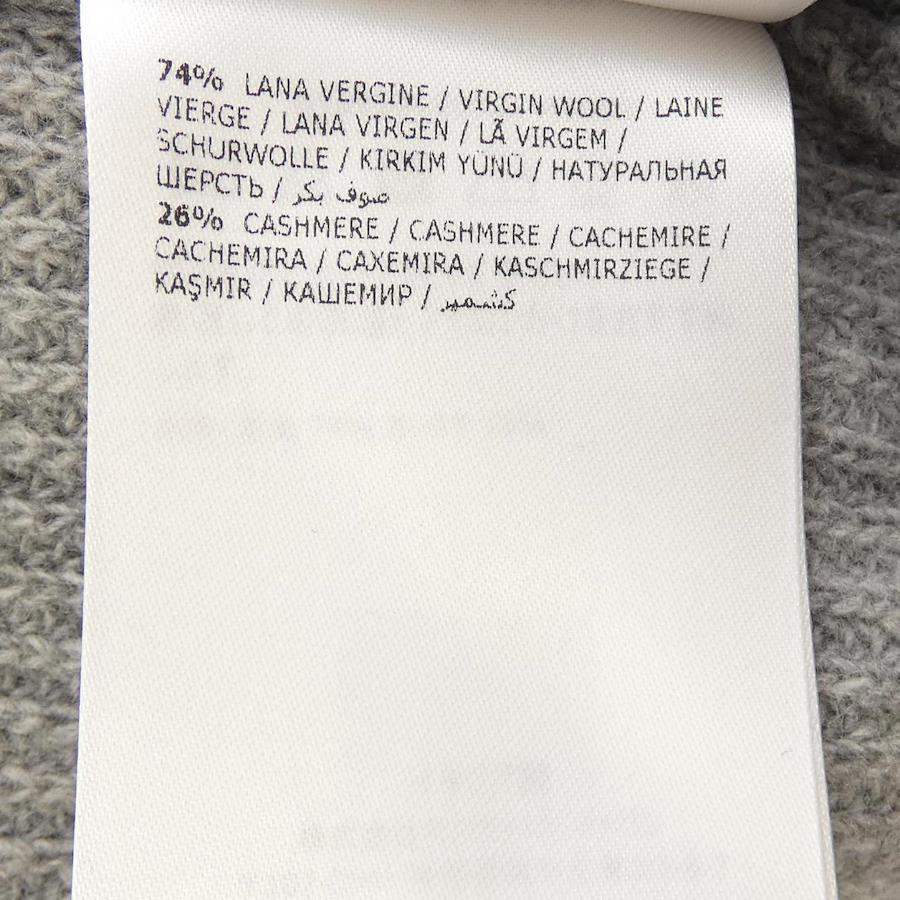 74% LANA VERGINE / VIRGIN WOOL / LAINE
VIERGE / LANA VIRGEN / LÃ VIRGEM /
SCHURWOLLE / KIRKIM YÜNÜ / НАТУРАЛЬНАЯ
ШЕРСТЬ / صوف بكر
26% CASHMERE / CASHMERE / CACHEMIRE /
CACHEMIRA / CAXEMIRA / KASCHMIRZIEGE /
KAŞMIR / КАШЕМИР / كشمير